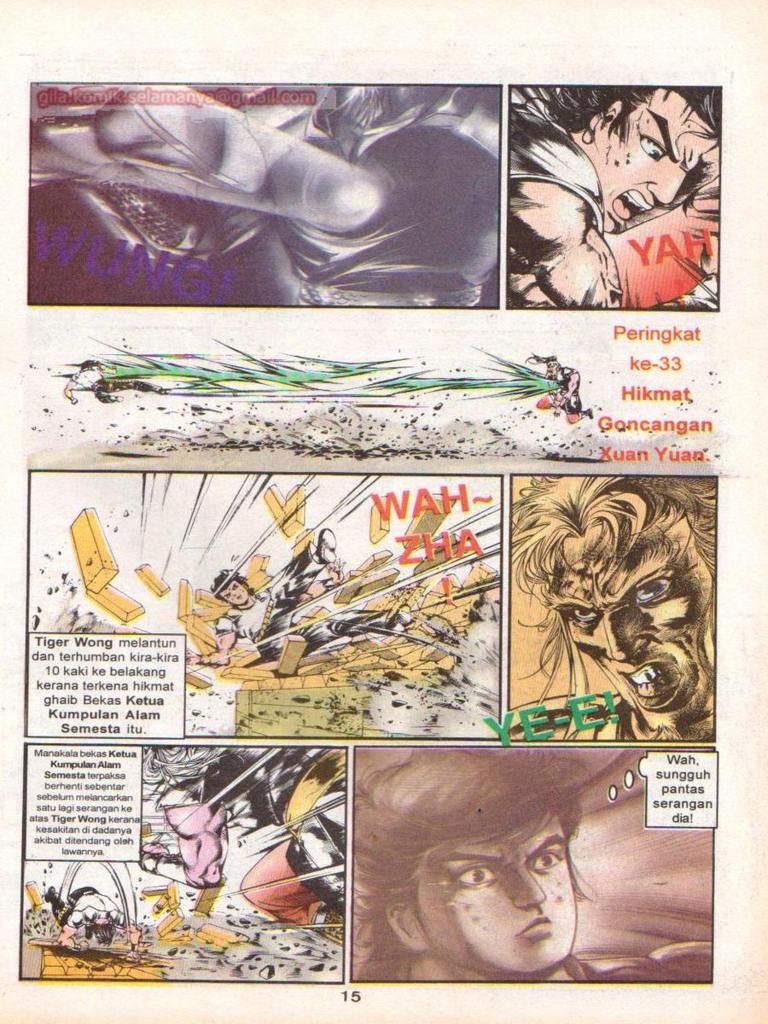 gila.komik.selamanya@gmail.com
WUNG!
YAH
Peringkat
ke-33
Hikmat
Goncangan
Xuan Yuan.
WAH~
ZHA
!
Tiger Wong melantun
dan terhumban kira-kira
10 kaki ke belakang
kerana terkena hikmat
ghaib Bekas Ketua
Kumpulan Alam
Semesta itu.
YE-E!
Manakala bekas Ketua
Kumpulan Alam
Semesta terpaksa
berhenti sebentar
sebelum melancarkan
satu lagi serangan ke
atas Tiger Wong kerana
kesakitan di dadanya
akibat ditendang oleh
lawannya.
Wah,
sungguh
pantas
serangan
dia!
15